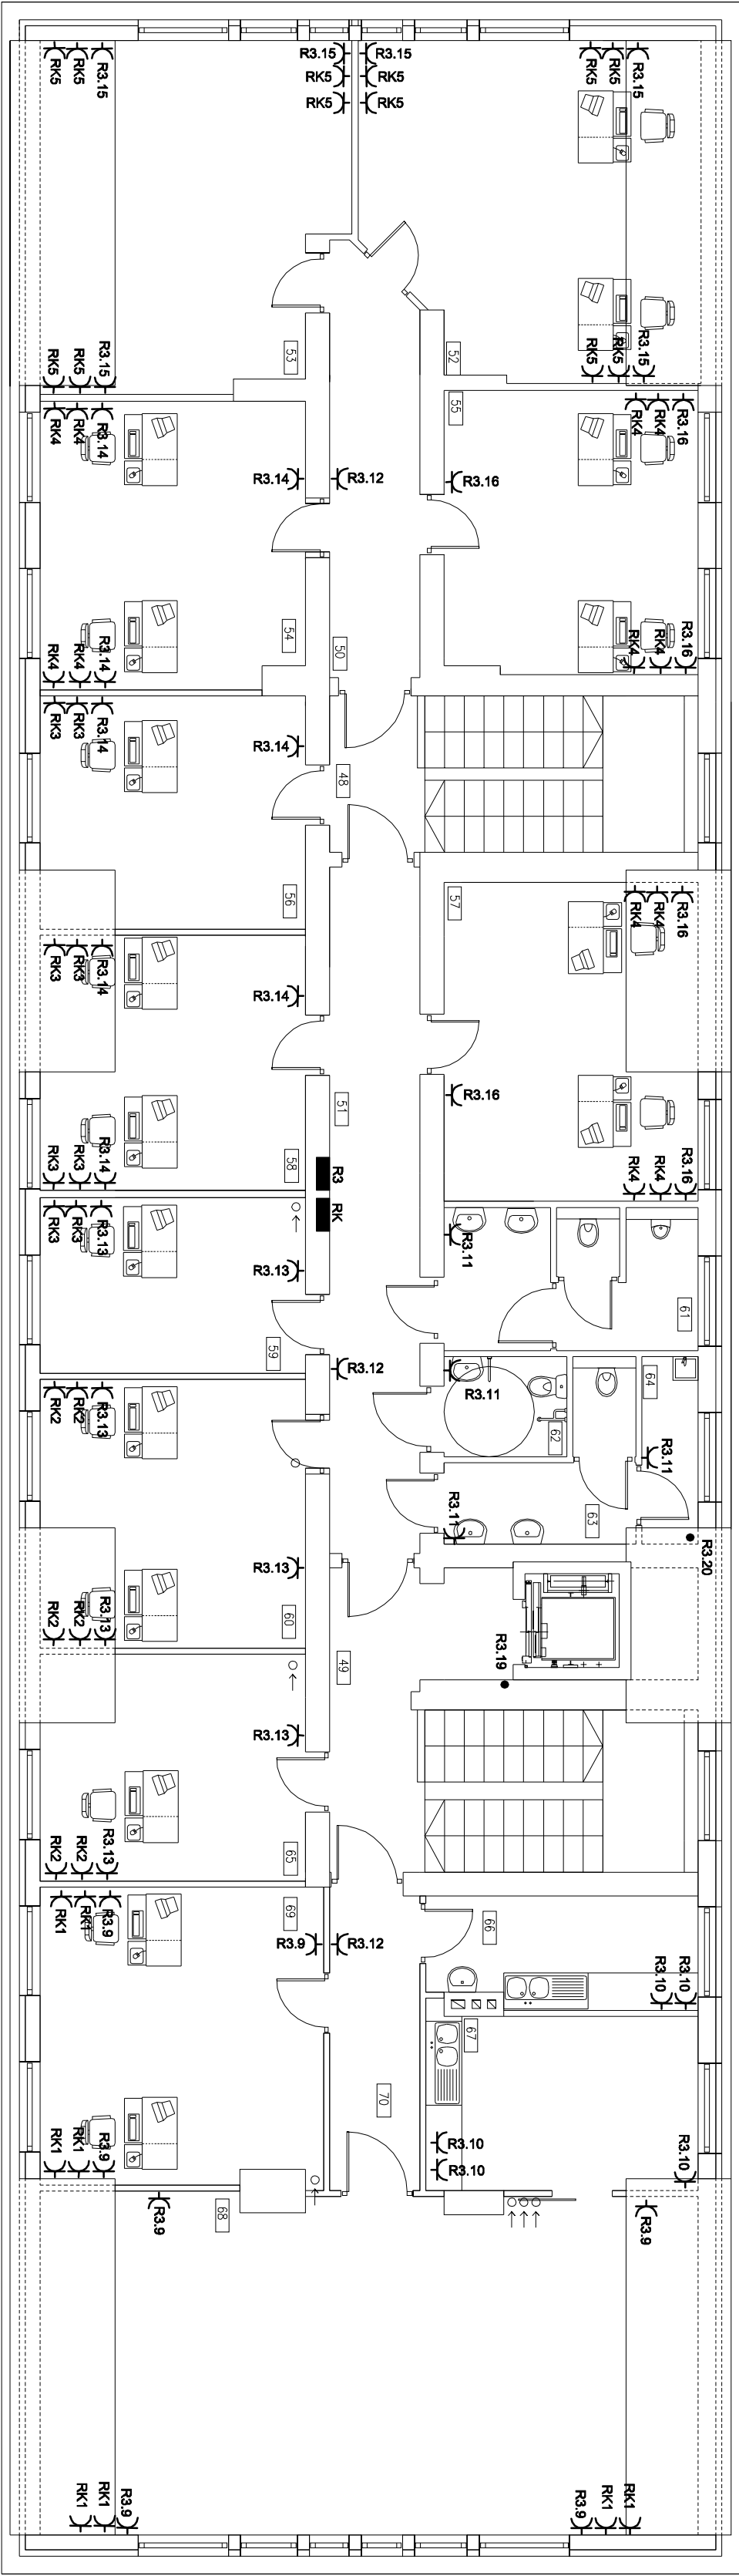 R3.15 R3.15
RK5 RK5 R3.15
RK5 RK5
RK5 RK5
RK5 RK5 R3.15
53
52
R3.15
RK5 RK5
RK5 RK5 R3.15
55
RK4 RK4 R3.14
RK4 RK4 R3.16
R3.14 R3.12
R3.16
54
50
RK4 RK4 R3.14
RK4 RK4 R3.16
RK3 RK3 R3.14
R3.14
48
56
57
RK4 RK4 R3.16
RK3 RK3 R3.14
R3.14
51
R3.16
58
RK3 RK3 R3.14
RK4 RK4 R3.16
R3
RK
RK3 RK3 R3.13
R3.11
R3.13
61
59
R3.12
R3.11
64
RK2 RK2 R3.13
62
R3.11
R3.11
63
R3.20
R3.13
60
RK2 RK2 R3.13
49
R3.19
R3.13
65
RK2 RK2 R3.13
RK1 RK1 R3.9
69
66
R3.9 R3.12
R3.10 R3.10
67
70
R3.10
R3.10
R3.10
RK1 RK1 R3.9
68
R3.9
R3.9
RK1 RK1 R3.9
R3.9 RK1 RK1